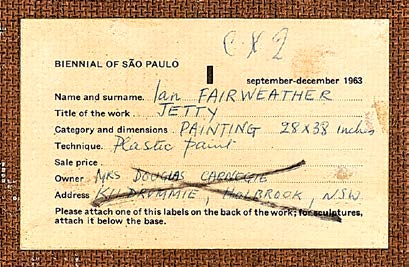 C x 2
BIENNIAL OF SÃO PAULO
september-december 1963
Name and surname. Ian FAIRWEATHER
Title of the work. JETTY
Category and dimensions. PAINTING 28x38 inches
Technique. Plastic paint
Sale price
Owner MRS DOUGLAS CARNEGIE
Address KILDRUMMIE, HOLBROOK, NSW
Please attach one of this labels on the back of the work; for sculptures,
attach it below the base.